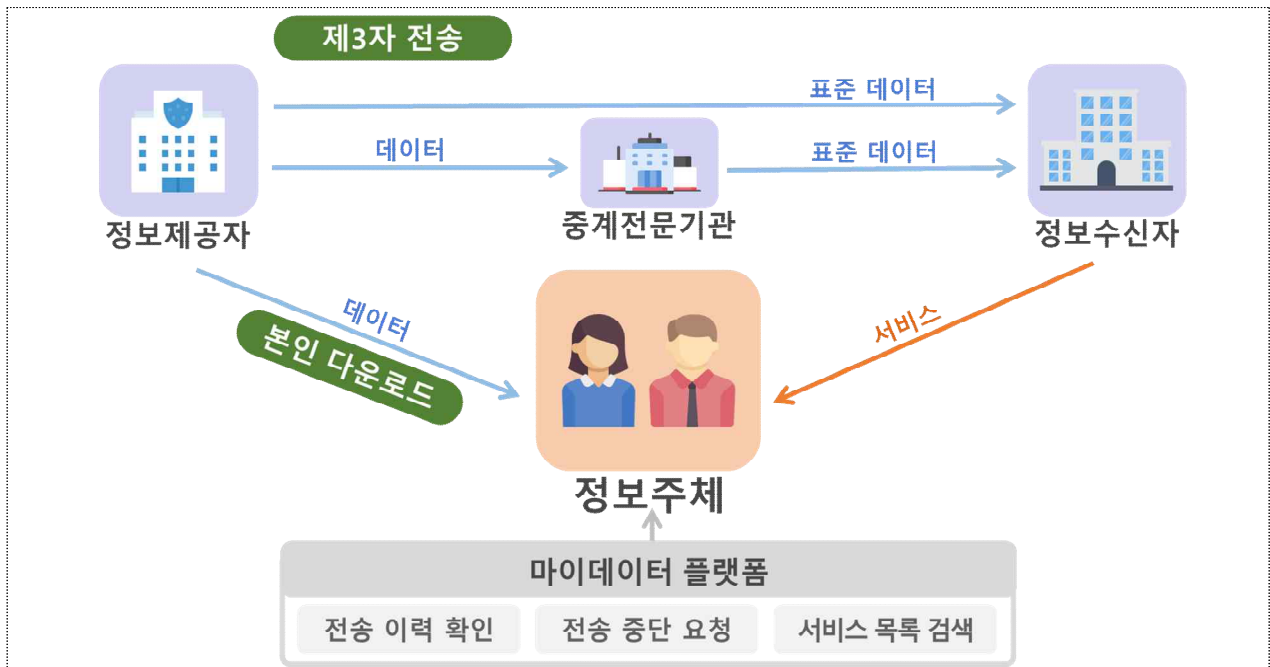 제3자 전송
표준 데이터
데이터
표준 데이터
정보제공자
중계전문기관
정보수신자
데이터
본인 다운로드
서비스
정보주체
마이데이터 플랫폼
전송 이력 확인
전송 중단 요청
서비스 목록 검색